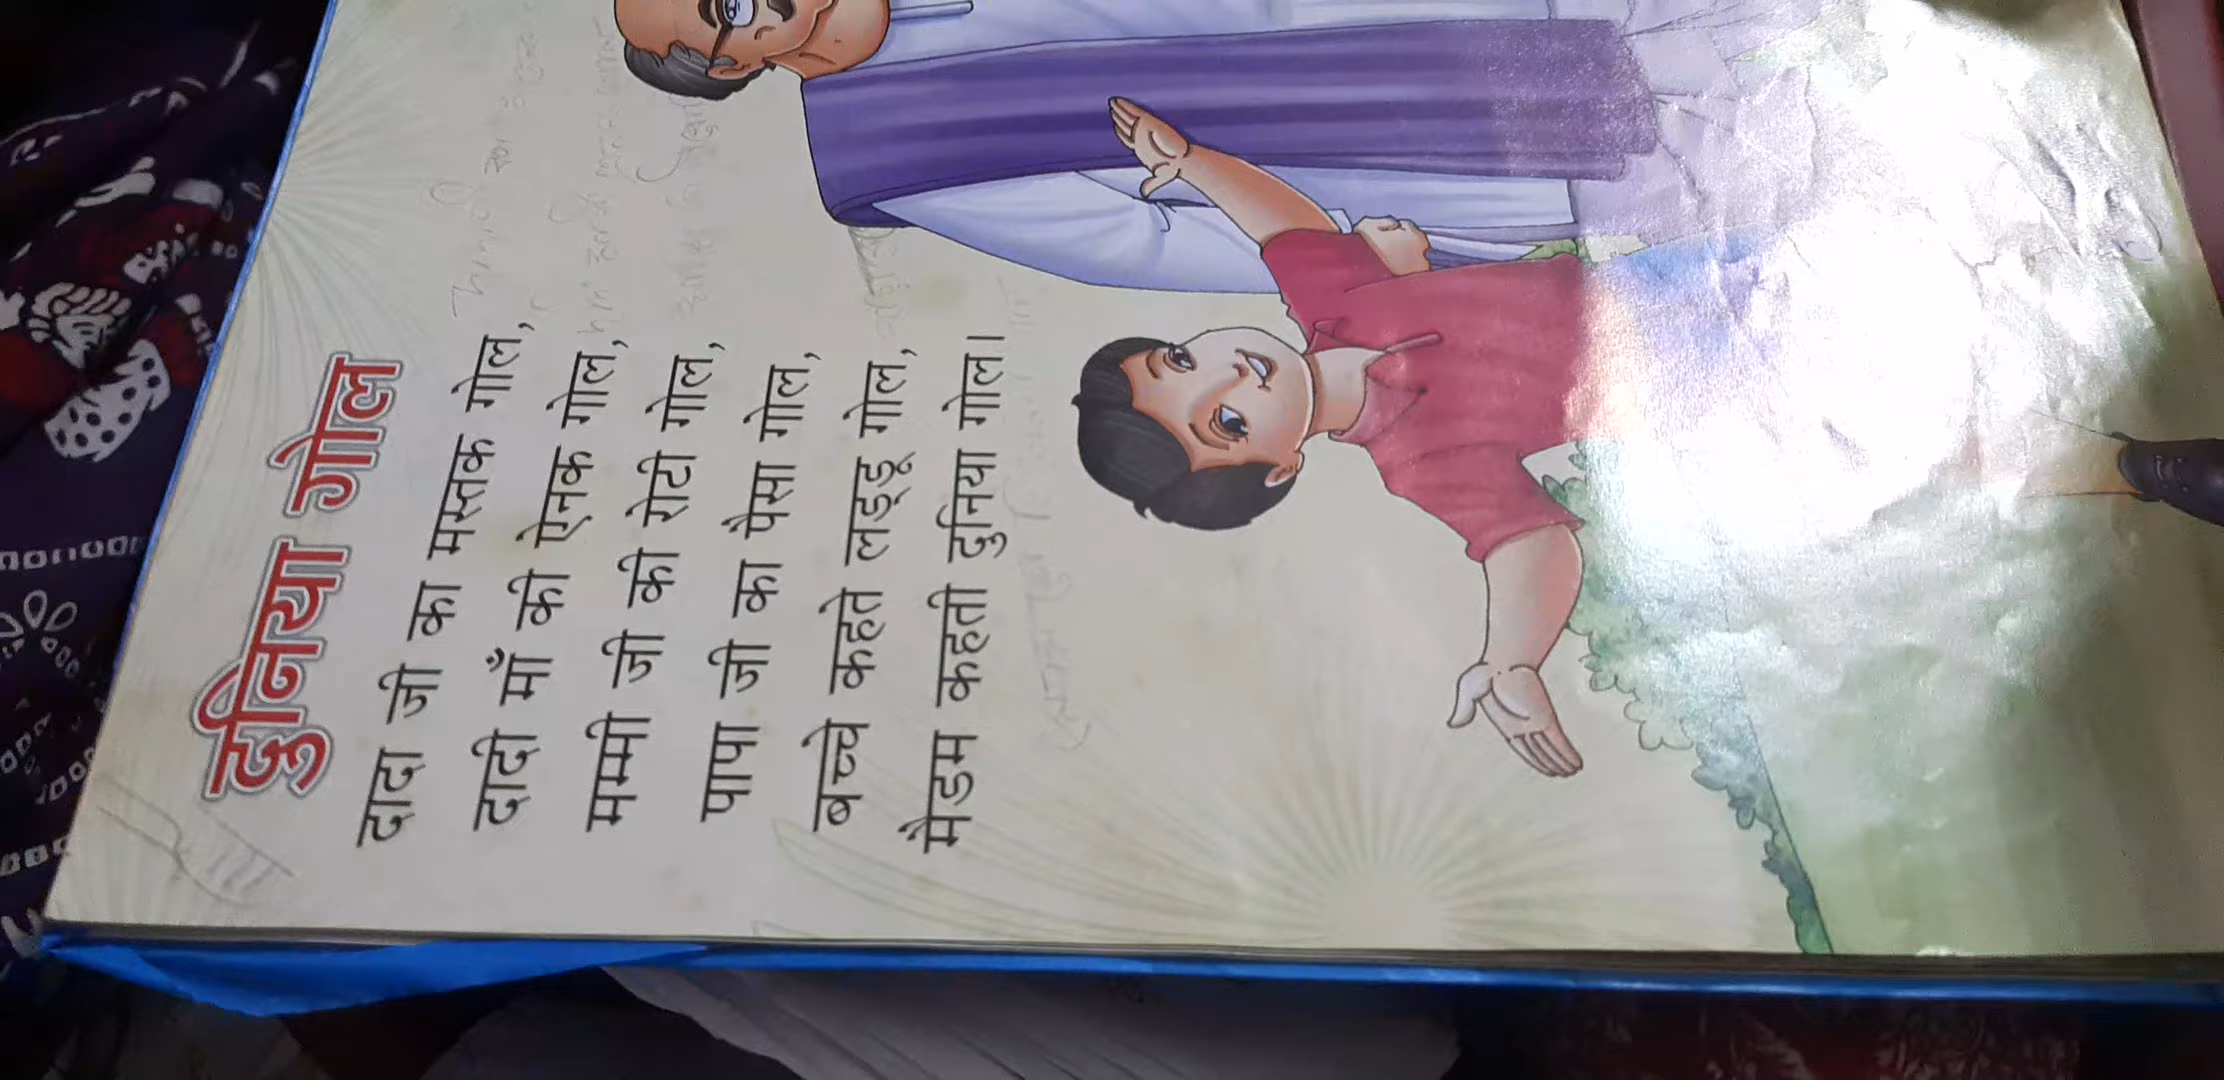 दुनिया गोल
दादा जी का मस्तक गोल,
दादी माँ की ऐनक गोल,
मम्मी जी की रोटी गोल,
पापा जी का पैसा गोल,
बच्चे कहते लड्डू गोल,
मैडम कहती दुनिया गोल।